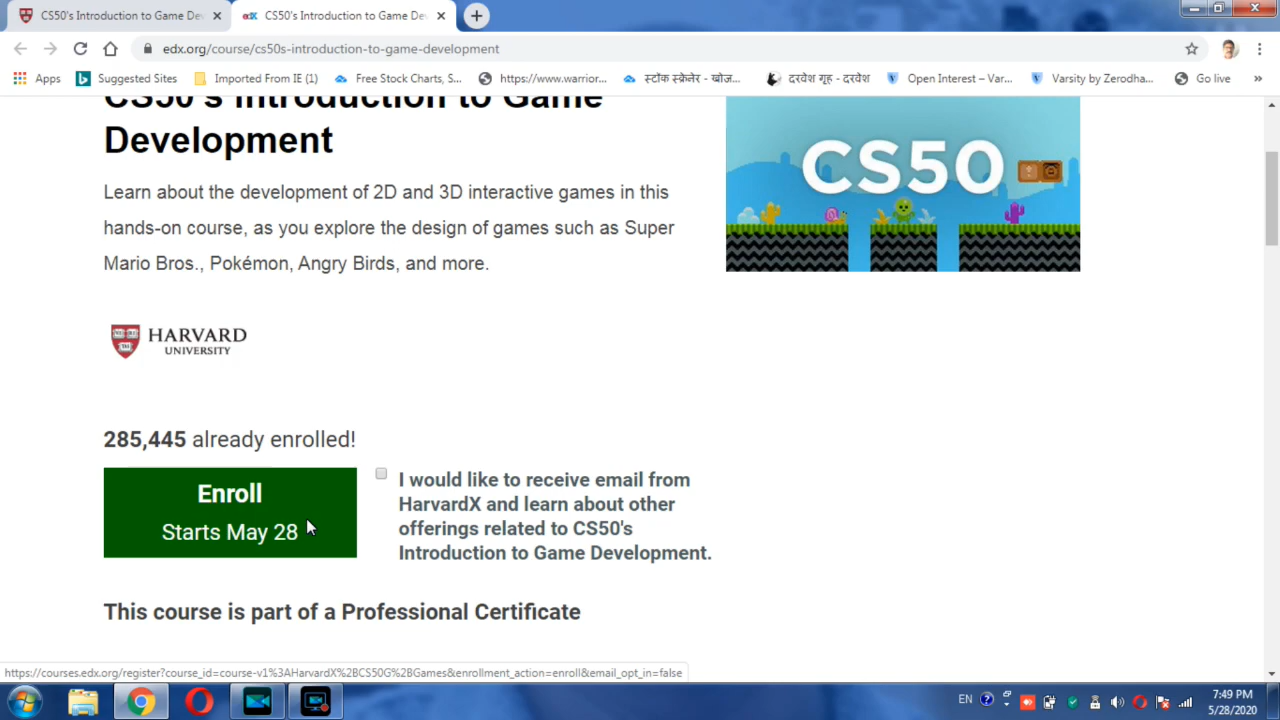 CS50's Introduction to Game De
CS50's Introduction to Game De
edx.org/course/cs50s-introduction-to-game-development
Apps
Suggested Sites
Imported From IE (1)
Free Stock Charts, S...
https://www.warrior...
स्टॉक स्क्रेनेर - खोज...
दरवेश गृह - दरवेश
Open Interest – Var...
Varsity by Zerodha...
Go live
»
CS50's Introduction to Game
Development
Learn about the development of 2D and 3D interactive games in this
hands-on course, as you explore the design of games such as Super
Mario Bros., Pokémon, Angry Birds, and more.
CS50
HARVARD
UNIVERSITY
285,445 already enrolled!
Enroll
Starts May 28
I would like to receive email from
HarvardX and learn about other
offerings related to CS50's
Introduction to Game Development.
This course is part of a Professional Certificate
https://courses.edx.org/register?course_id=course-v1%3AHarvardX%2BCS50G%2BGames&enrollment_action=enroll&email_opt_in=false
EN
7:49 PM
5/28/2020